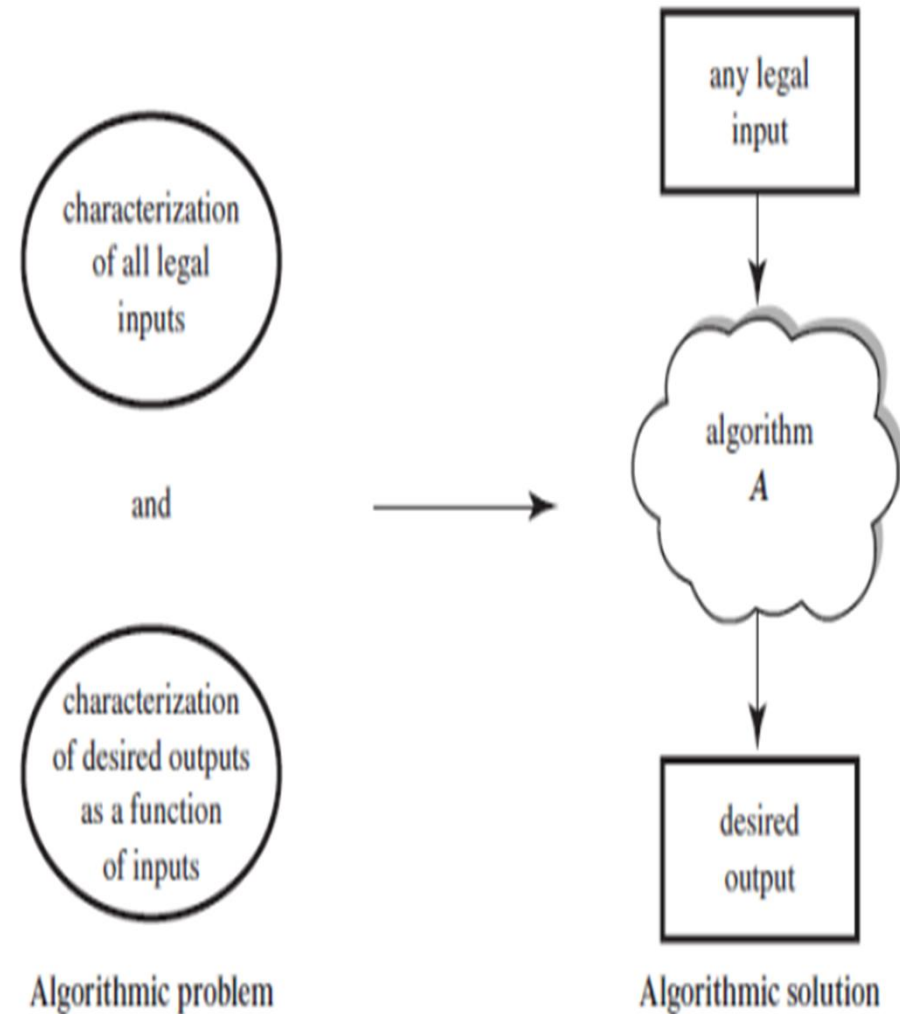 characterization
of all legal
inputs
and
characterization
of desired outputs
as a function
of inputs
Algorithmic problem
any legal
input
algorithm
A
desired
output
Algorithmic solution